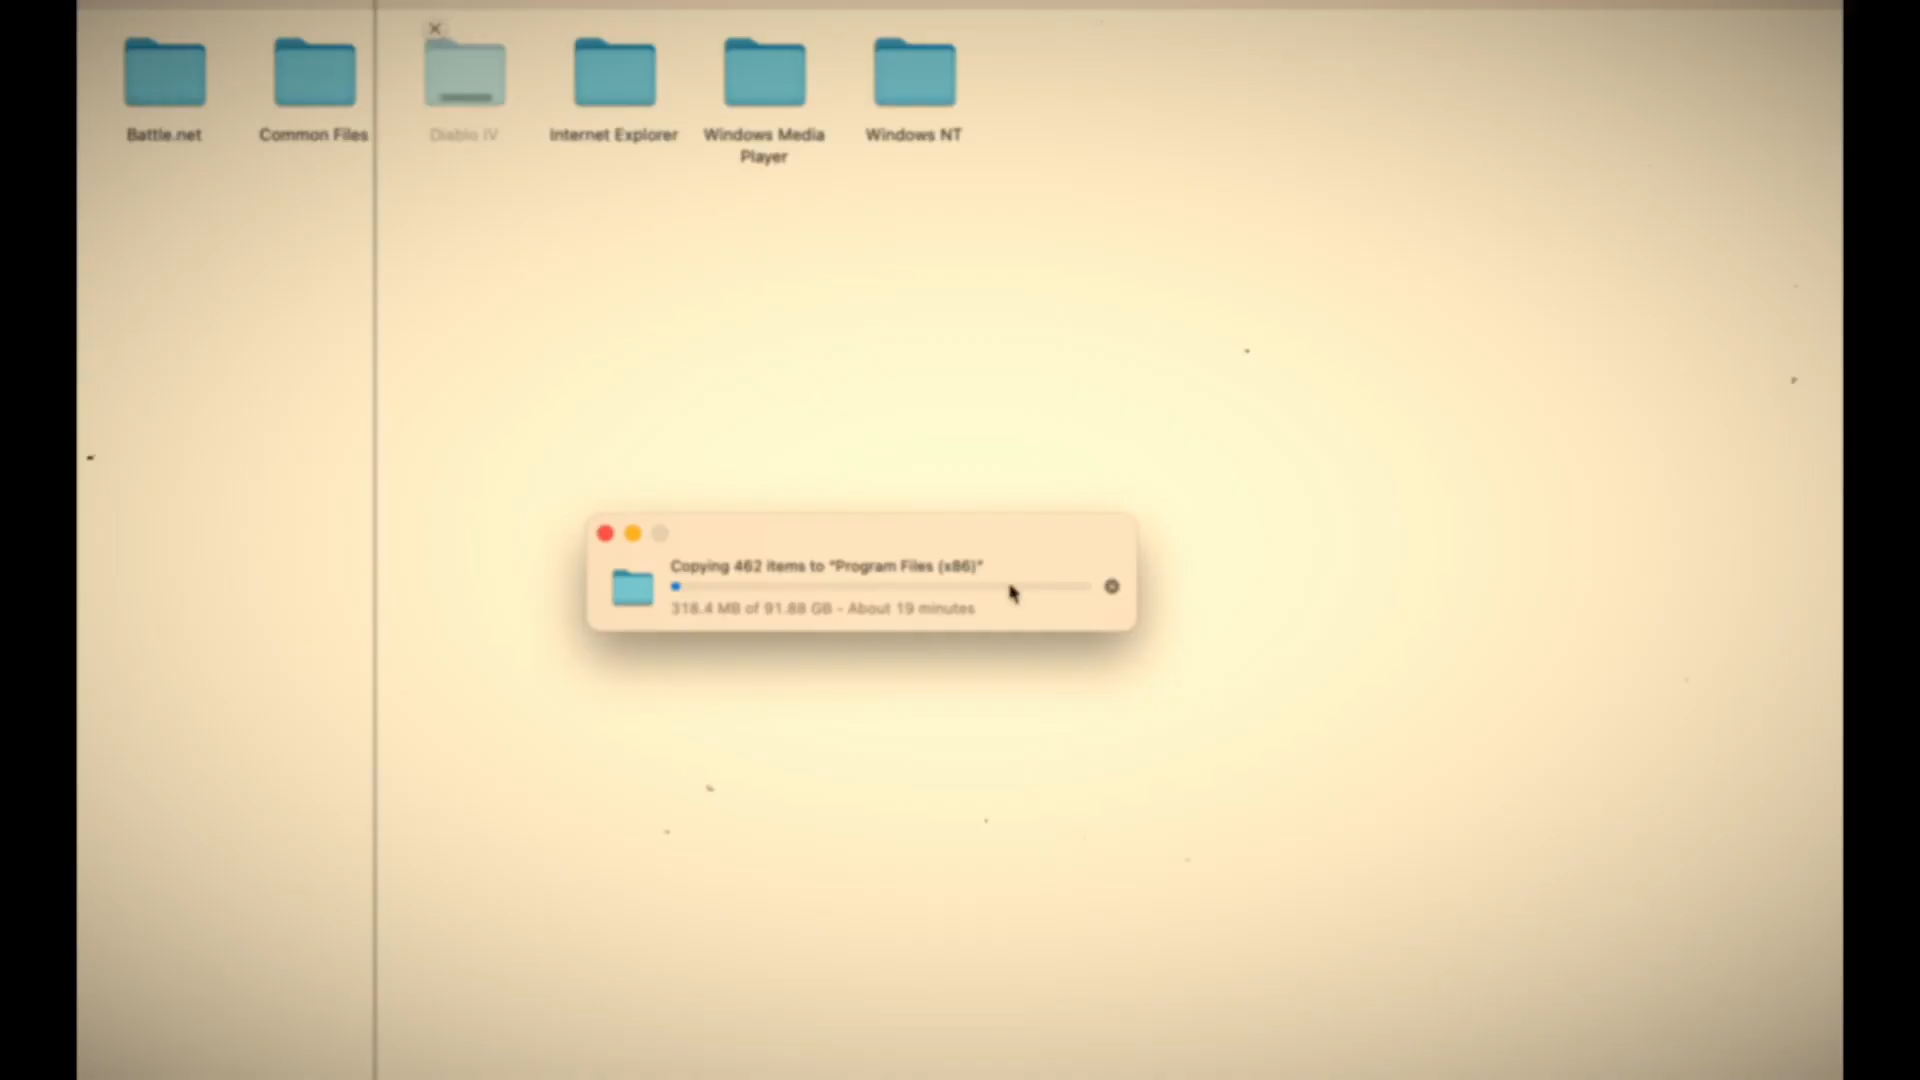 Battle.net
Common Files
Diablo IV
Internet Explorer
Windows Media
Player
Windows NT
Copying 462 items to "Program Files (x86)"
318.4 MB of 91.88 GB - About 19 minutes